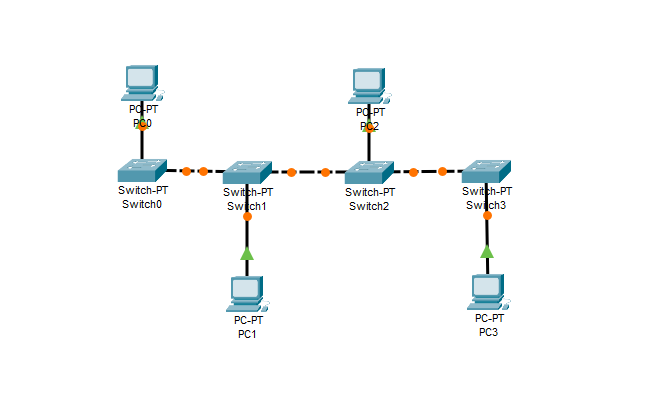 PC-PT
PC0
PC-PT
PC2
Switch-PT
Switch0
Switch-PT
Switch1
Switch-PT
Switch2
Switch-PT
Switch3
PC-PT
PC1
PC-PT
PC3